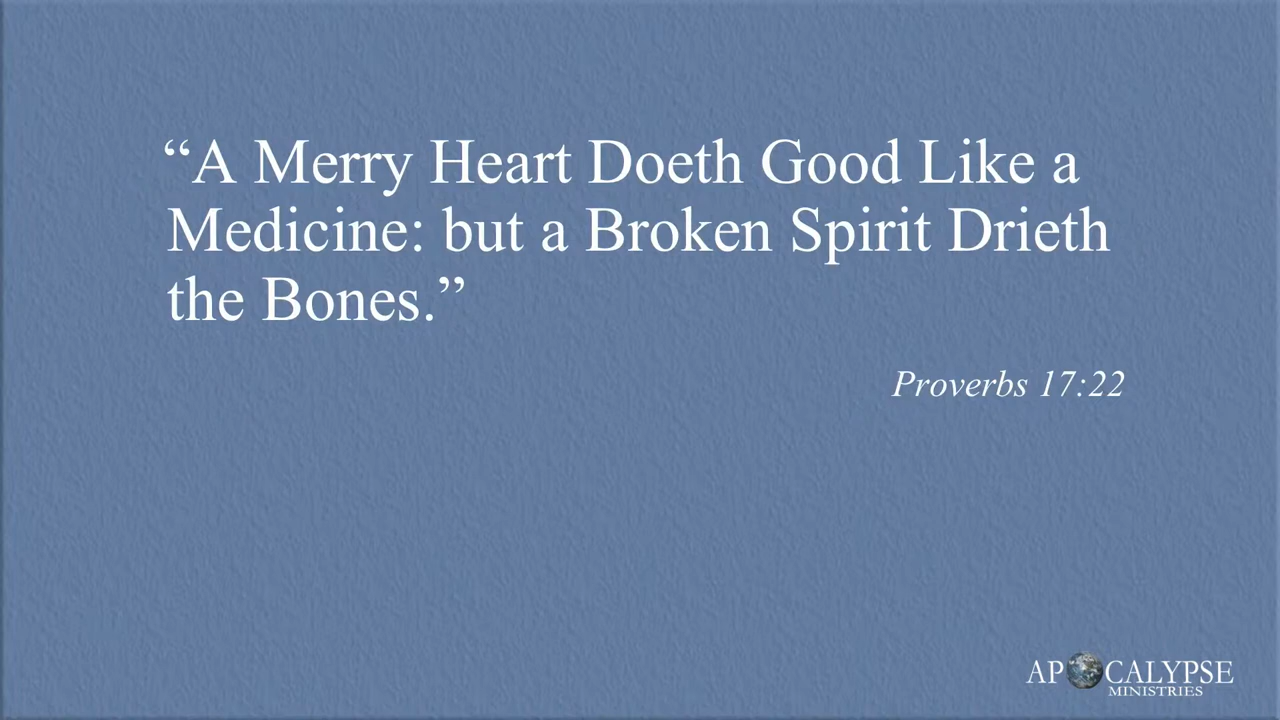 “A Merry Heart Doeth Good Like a
Medicine: but a Broken Spirit Drieth
the Bones.”
Proverbs 17:22
APOCALYPSE
MINISTRIES